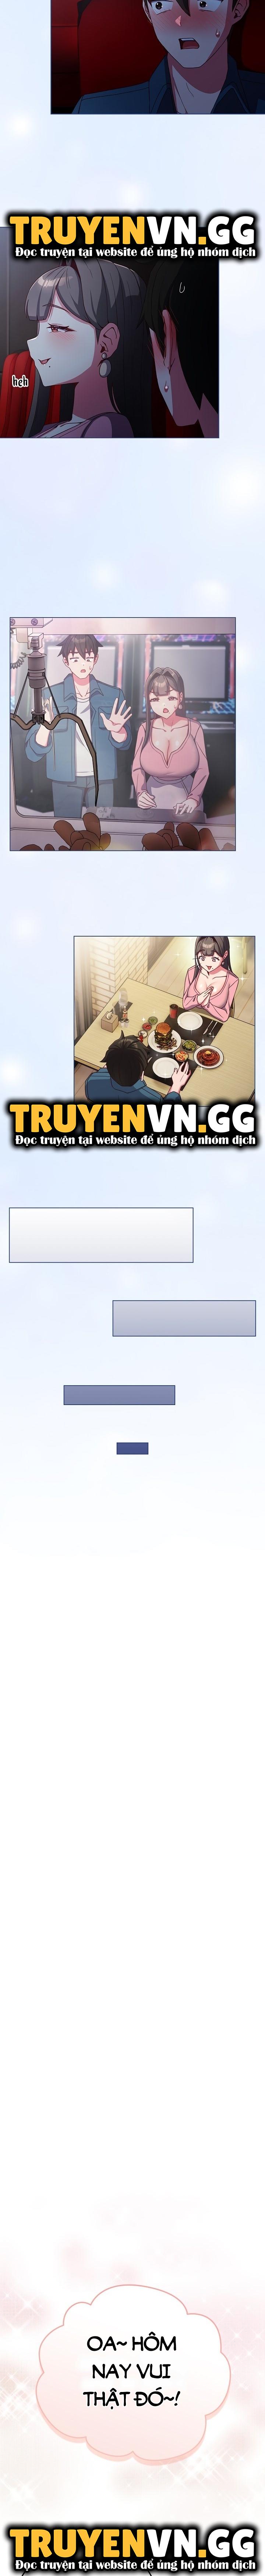 TRUYENVN.GG
Đọc truyện tại website để ủng hộ nhóm dịch
heh
TRUYENVN.GG
Đọc truyện tại website để ủng hộ nhóm dịch
OA~ HÔM
NAY VUI
THẬT ĐÓ~!
TRUYENVN.GG
Đọc truyện tại website để ủng hộ nhóm dịch